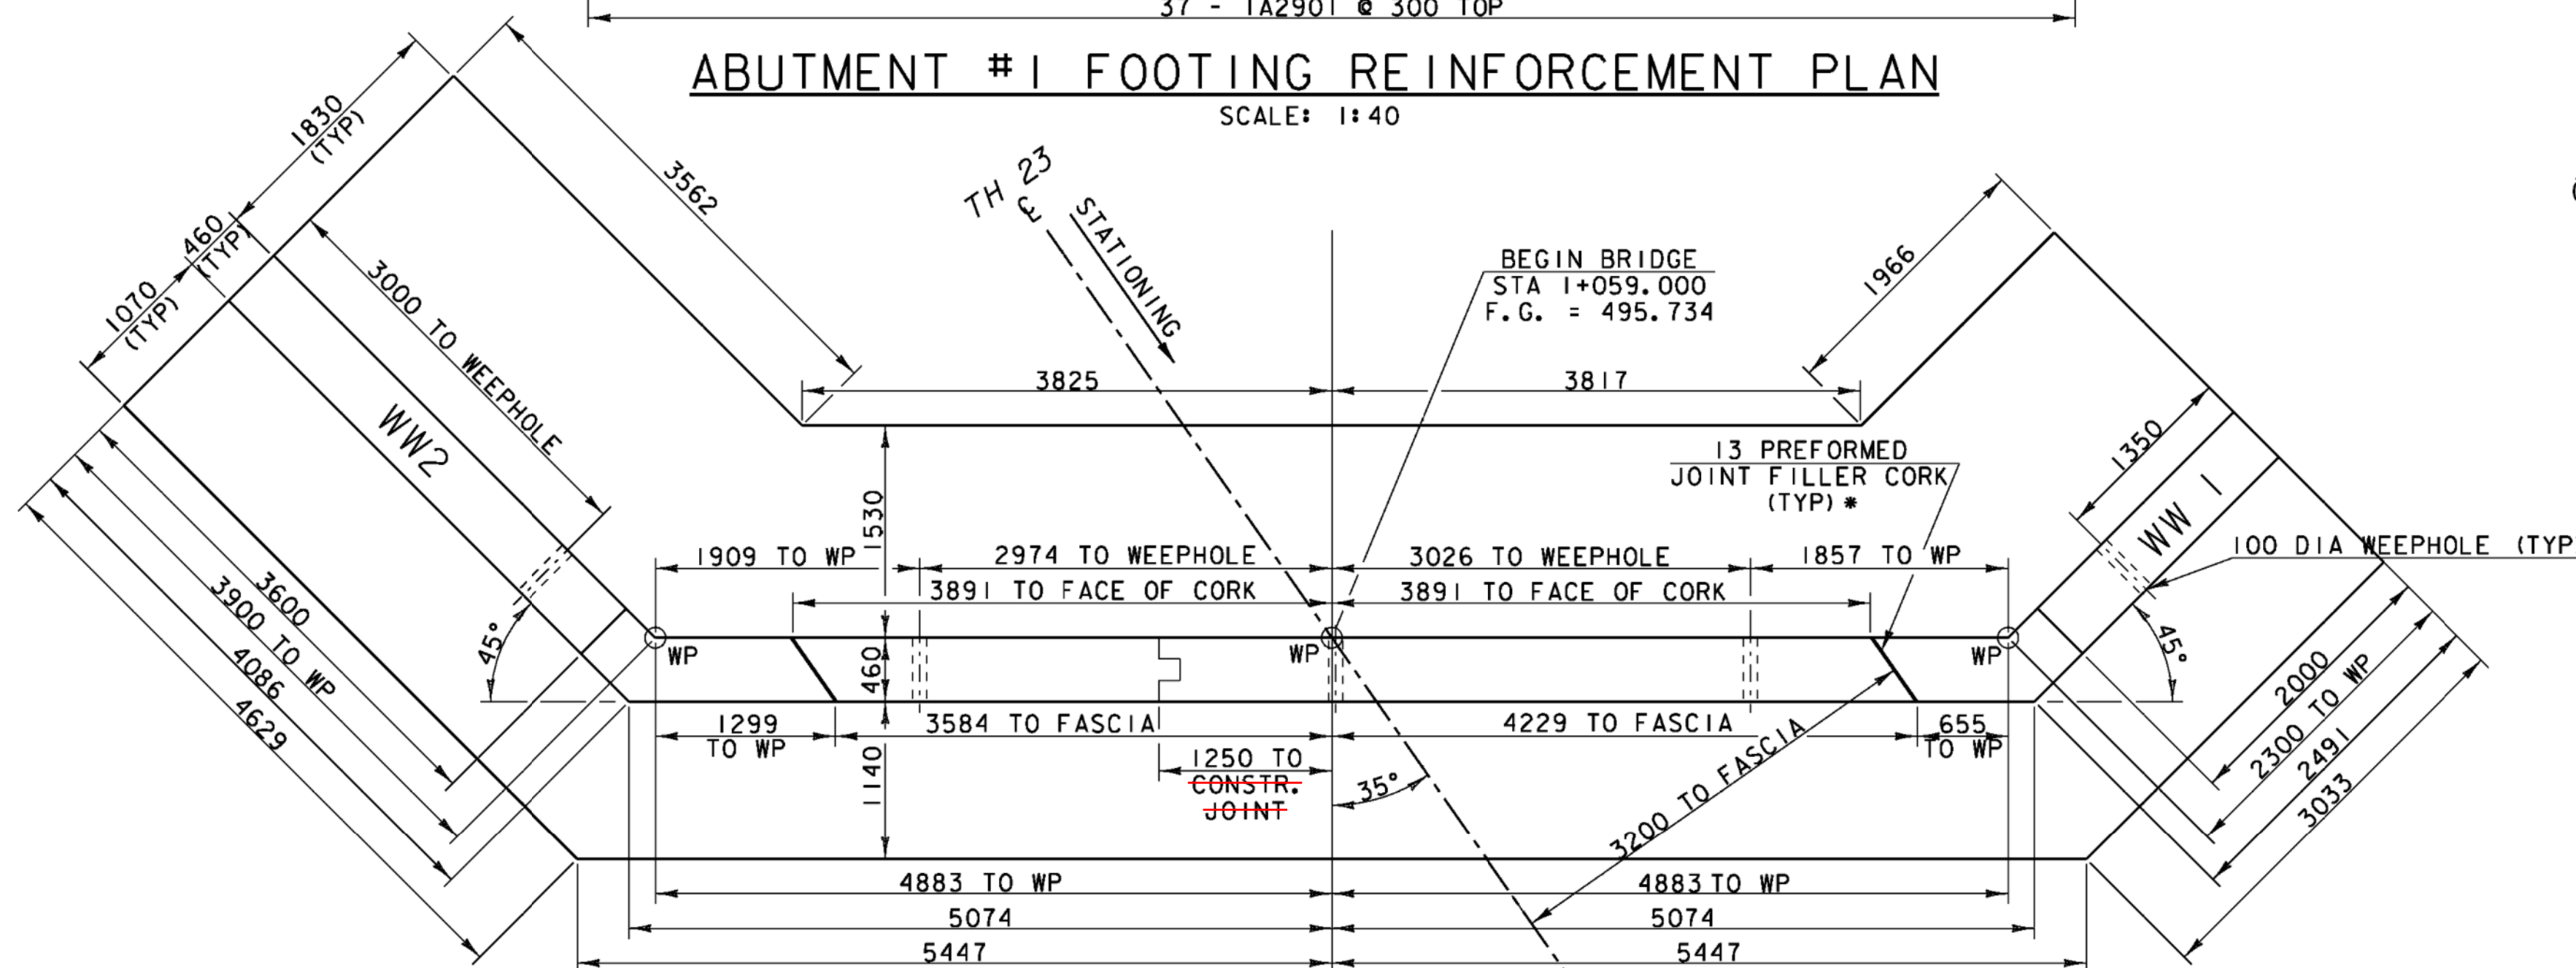 37 - 1A2901 @ 300 TOP
ABUTMENT #1 FOOTING REINFORCEMENT PLAN
SCALE: 1:40
1830
(TYP)
460
(TYP)
1070
(TYP)
3562
3000 TO WEEPHOLE
WW2
TH 23
STATIONING
BEGIN BRIDGE
STA 1+059.000
F.G. = 495.734
1966
3825
3817
13 PREFORMED
JOINT FILLER CORK
(TYP) *
1350
WW 1
100 DIA WEEPHOLE (TYP
1530
1909 TO WP
2974 TO WEEPHOLE
3026 TO WEEPHOLE
1857 TO WP
3891 TO FACE OF CORK
3891 TO FACE OF CORK
45°
3600
3900 TO WP
4086
4629
WP
460
WP
WP
45°
1299
TO WP
3584 TO FASCIA
4229 TO FASCIA
655
TO WP
1140
1250 TO
CONSTR.
JOINT
35°
3200 TO FASCIA
2000
2300 TO WP
2491
3033
4883 TO WP
4883 TO WP
5074
5074
5447
5447